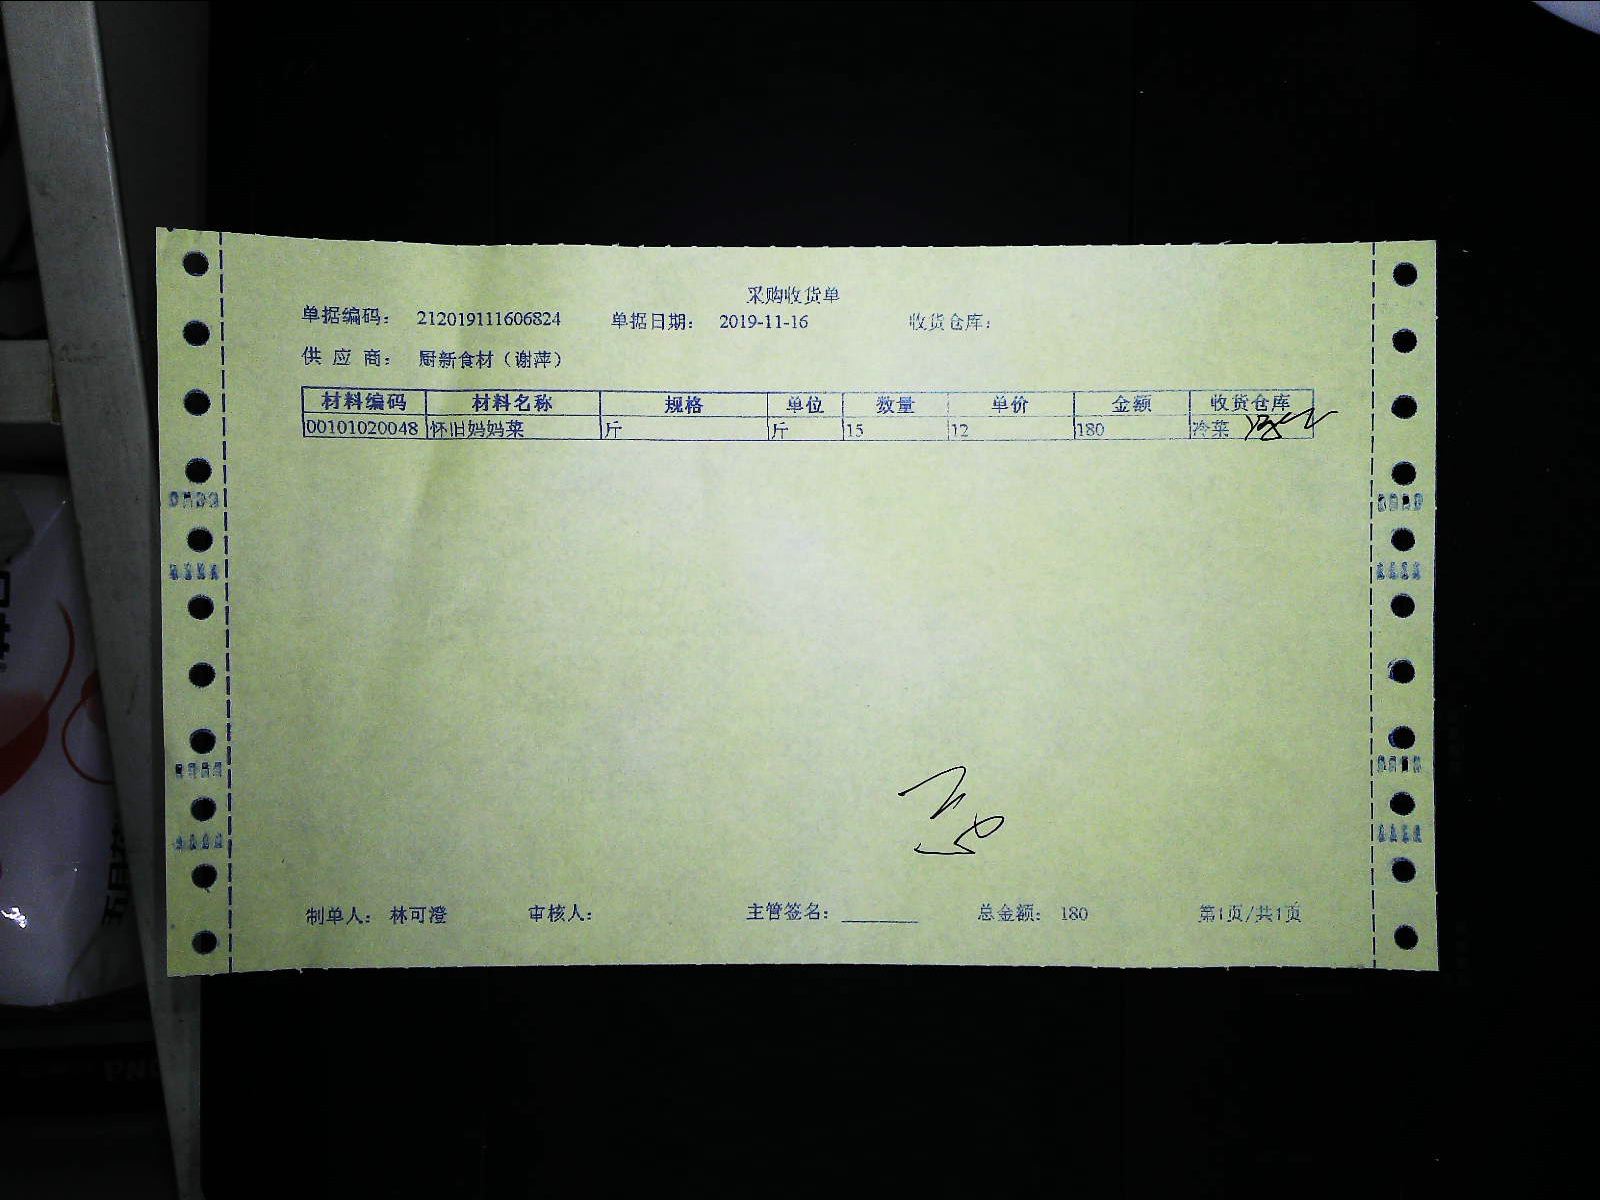 采购收货单
单据编码： 212019111606824 单据日期： 2019-11-16 收货仓库：
供应商： 厨新食材（谢萍）
材料编码 材料名称 规格 单位 数量 单价 金额 收货仓库
00101020048 怀旧妈妈菜 斤 斤 15 12 180 冷菜
制单人： 林可澄 审核人： 主管签名：________ 总金额： 180 第1页/共1页